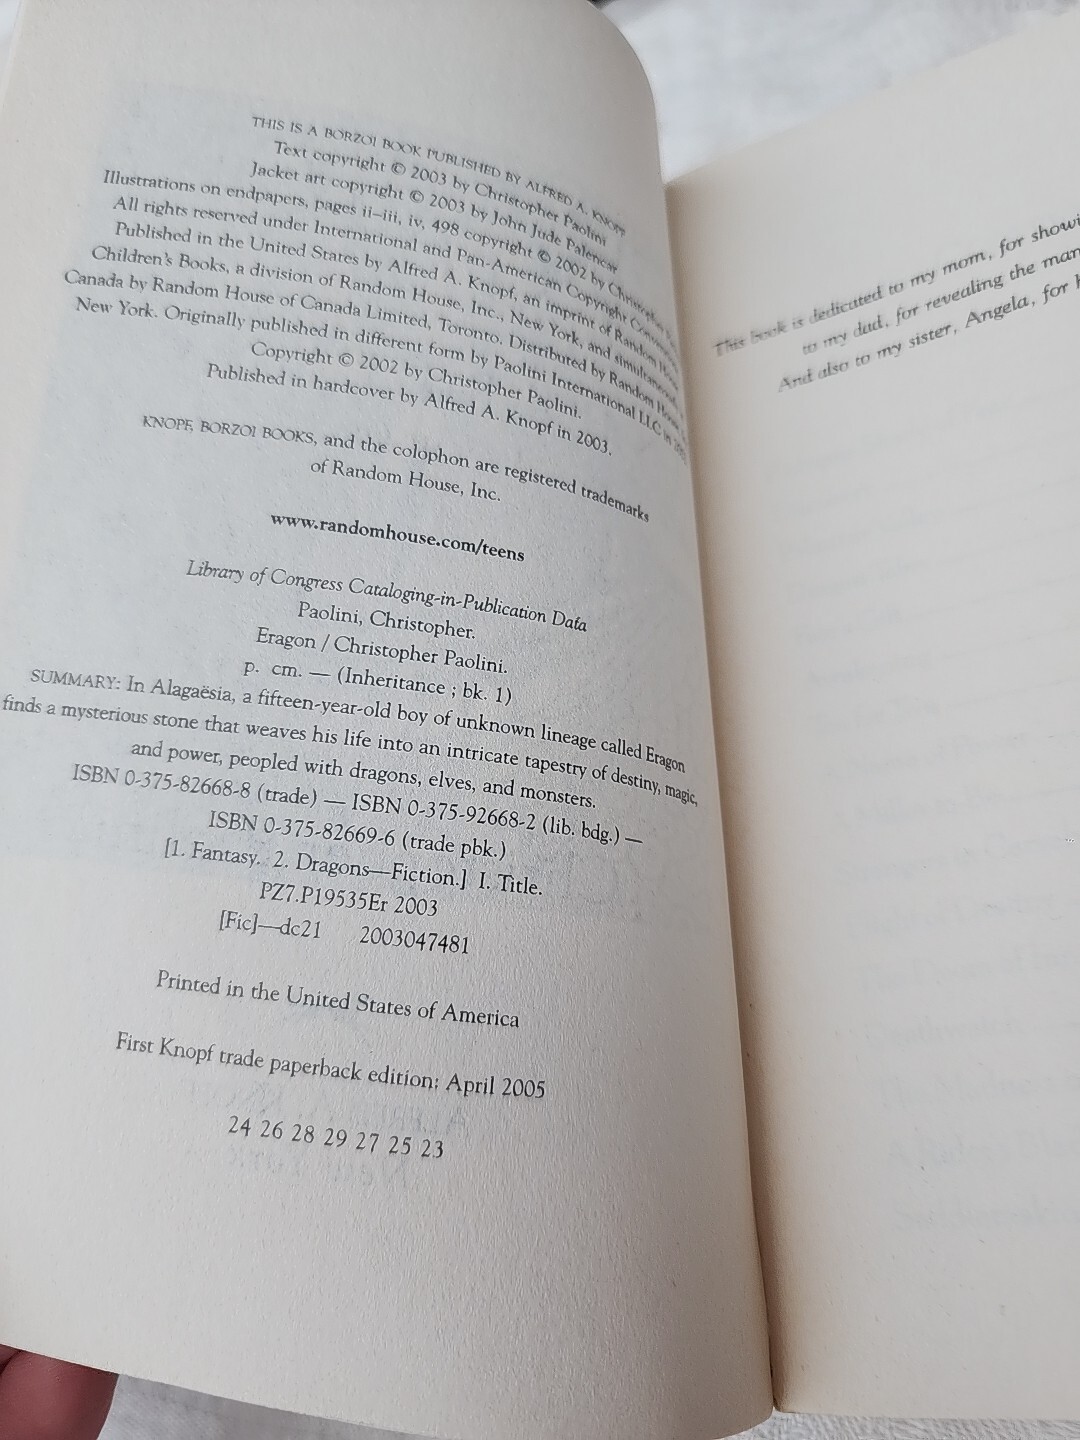 THIS IS A BORZOI BOOK PUBLISHED BY ALFRED A. KNOPF
Text copyright © 2003 by Christopher Paolini
Jacket art copyright © 2003 by John Jude Palencar
Illustrations on endpapers, pages ii–iii, iv, 498 copyright © 2002 by Christopher
All rights reserved under International and Pan-American Copyright
Published in the United States by Alfred A. Knopf, an imprint of Random House
Children's Books, a division of Random House, Inc., New York, and simultaneously
Canada by Random House of Canada Limited, Toronto. Distributed by Random House
New York. Originally published in different form by Paolini International LLC in
Copyright © 2002 by Christopher Paolini.
Published in hardcover by Alfred A. Knopf in 2003.
KNOPF, BORZOI BOOKS, and the colophon are registered trademarks
of Random House, Inc.
www.randomhouse.com/teens
Library of Congress Cataloging-in-Publication Data
Paolini, Christopher.
Eragon / Christopher Paolini.
p. cm. — (Inheritance ; bk. 1)
SUMMARY: In Alagaësia, a fifteen-year-old boy of unknown lineage called Eragon
finds a mysterious stone that weaves his life into an intricate tapestry of destiny, magic,
and power, peopled with dragons, elves, and monsters.
ISBN 0-375-82668-8 (trade) — ISBN 0-375-92668-2 (lib. bdg.) —
ISBN 0-375-82669-6 (trade pbk.)
[1. Fantasy. 2. Dragons—Fiction.] I. Title.
PZ7.P19535Er 2003
[Fic]—dc21 2003047481
Printed in the United States of America
First Knopf trade paperback edition: April 2005
24 26 28 29 27 25 23
This book is dedicated to my mom, for showi
to my dad, for revealing the man
And also to my sister, Angela, for h